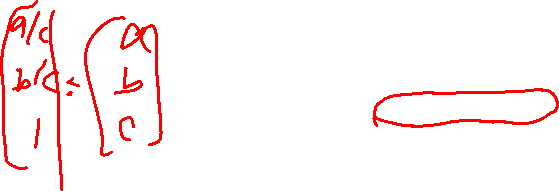 a/c a
b/c = b
1 c